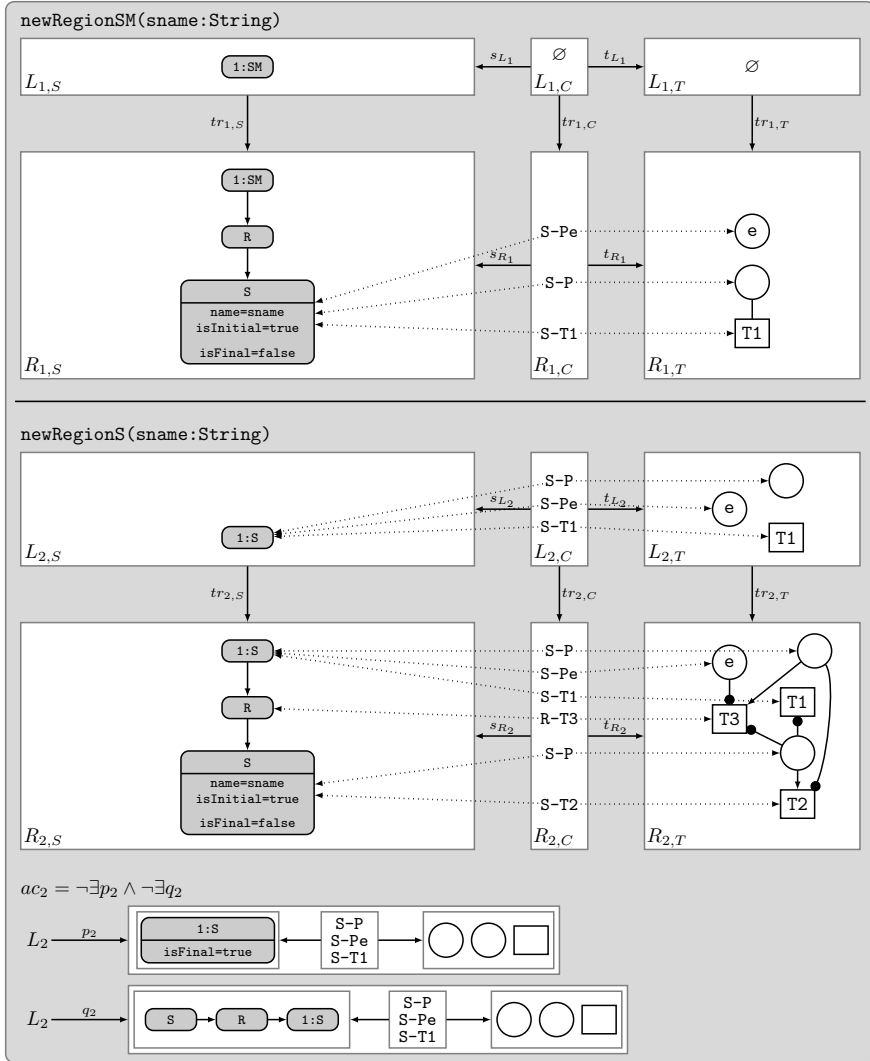 newRegionSM(sname:String)
1:SM
∅
∅
s_{L_1}
t_{L_1}
L_{1,S}
L_{1,C}
L_{1,T}
tr_{1,S}
tr_{1,C}
tr_{1,T}
1:SM
R
S
name=sname
isInitial=true
isFinal=false
S-Pe
e
s_{R_1}
t_{R_1}
S-P
S-T1
T1
R_{1,S}
R_{1,C}
R_{1,T}
newRegionS(sname:String)
S-P
S-Pe
e
s_{L_2}
t_{L_2}
S-T1
T1
1:S
L_{2,S}
L_{2,C}
L_{2,T}
tr_{2,S}
tr_{2,C}
tr_{2,T}
1:S
S-P
S-Pe
e
S-T1
T1
R
R-T3
T3
s_{R_2}
t_{R_2}
S-P
S
name=sname
isInitial=true
isFinal=false
S-T2
T2
R_{2,S}
R_{2,C}
R_{2,T}
ac_2 = ¬∃p_2 ∧ ¬∃q_2
L_2
p_2
1:S
isFinal=true
S-P
S-Pe
S-T1
L_2
q_2
S
R
1:S
S-P
S-Pe
S-T1